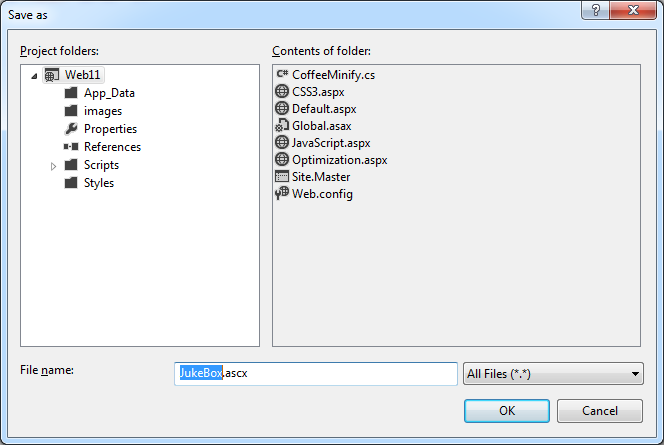 Save as
Project folders:
Contents of folder:
Web11
App_Data
images
Properties
References
Scripts
Styles
C# CoffeeMinify.cs
CSS3.aspx
Default.aspx
Global.asax
JavaScript.aspx
Optimization.aspx
Site.Master
Web.config
File name:
JukeBox.ascx
All Files (*.*)
OK
Cancel